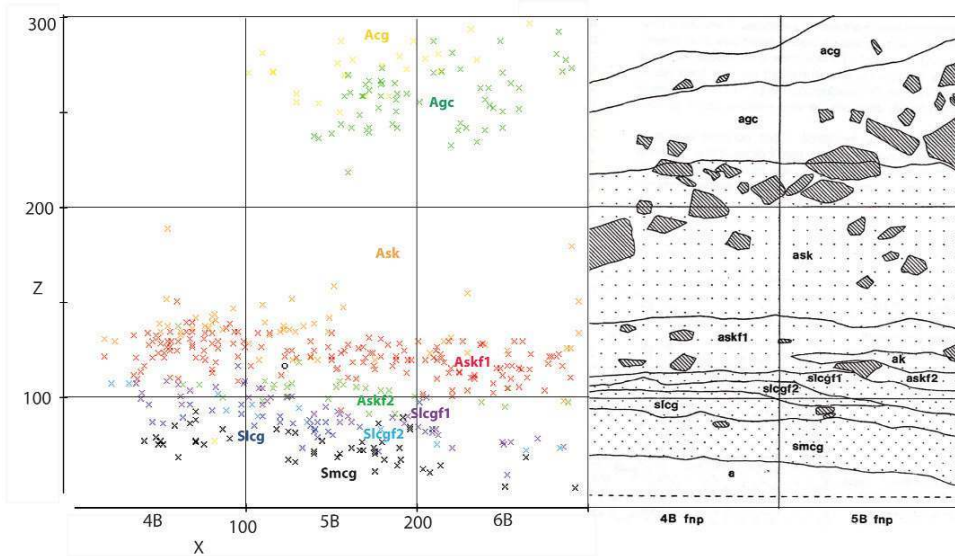 300
Acg
acg
Agc
agc
200
Ask
ask
Z
Askf1
askf1
ak
slcgf1
askf2
Askf2
slcgf2
100
Slcgf1
slcg
Slcg
Slcgf2
smcg
Smcg
a
4B
100
5B
200
6B
4B fnp
5B fnp
X